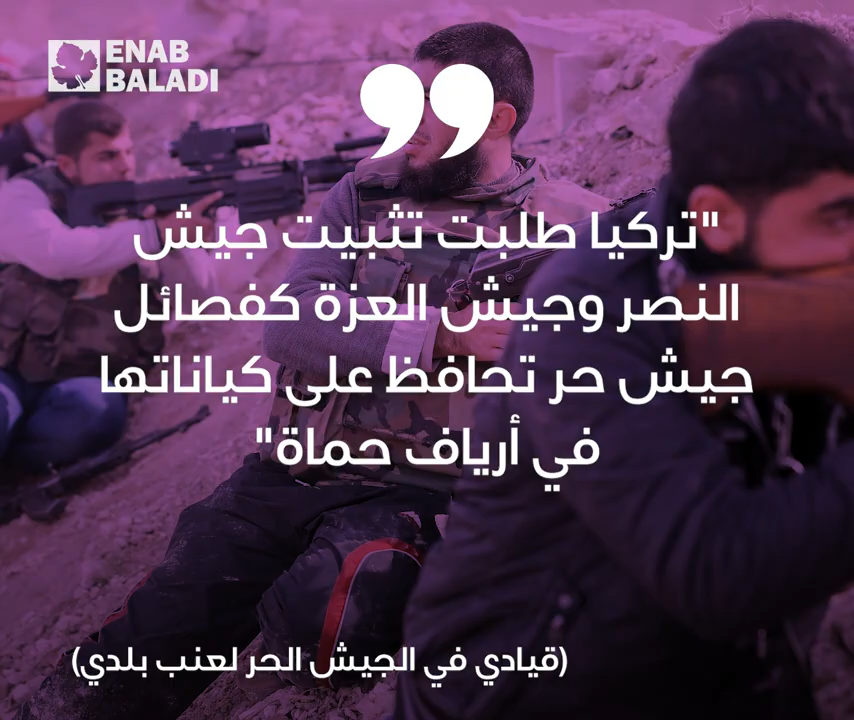 ENAB
BALADI
"تركيا طلبت تثبيت جيش
النصر وجيش العزة كفصائل
جيش حر تحافظ على كياناتها
في أرياف حماة"
(قيادي في الجيش الحر لعنب بلدي)